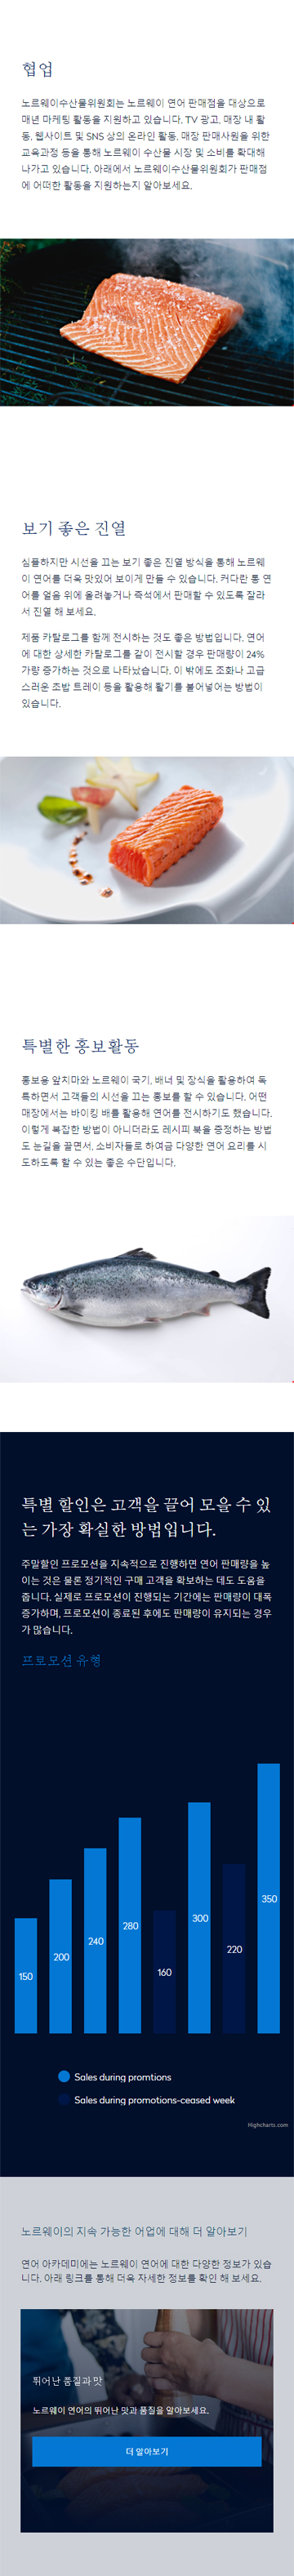 협업
노르웨이수산물위원회는 노르웨이 연어 판매점을 대상으로
매년 마케팅 활동을 지원하고 있습니다. TV 광고, 매장 내 활
동, 웹사이트 및 SNS 상의 온라인 활동, 매장 판매사원을 위한
교육과정 등을 통해 노르웨이 수산물 시장 및 소비를 확대해
나가고 있습니다. 아래에서 노르웨이수산물위원회가 판매점
에 어떠한 활동을 지원하는지 알아보세요.
보기 좋은 진열
심플하지만 시선을 끄는 보기 좋은 진열 방식을 통해 노르웨
이 연어를 더욱 맛있어 보이게 만들 수 있습니다. 커다란 통 연
어를 얼음 위에 올려놓거나 즉석에서 판매할 수 있도록 잘라
서 진열 해 보세요.
제품 카탈로그를 함께 전시하는 것도 좋은 방법입니다. 연어
에 대한 상세한 카탈로그를 같이 전시할 경우 판매량이 24%
가량 증가하는 것으로 나타났습니다. 이 밖에도 조화나 고급
스러운 초밥 트레이 등을 활용해 활기를 불어넣어는 방법이
있습니다.
특별한 홍보활동
홍보용 앞치마와 노르웨이 국기, 배너 및 장식을 활용하여 독
특하면서 고객들의 시선을 끄는 홍보를 할 수 있습니다. 어떤
매장에서는 바이킹 배를 활용해 연어를 전시하기도 했습니다.
이렇게 복잡한 방법이 아니더라도 레시피 북을 증정하는 방법
도 눈길을 끌면서, 소비자들로 하여금 다양한 연어 요리를 시
도하도록 할 수 있는 좋은 수단입니다.
특별 할인은 고객을 끌어 모을 수 있
는 가장 확실한 방법입니다.
주말할인 프로모션을 지속적으로 진행하면 연어 판매량을 높
이는 것은 물론 정기적인 구매 고객을 확보하는 데도 도움을
줍니다. 실제로 프로모션이 진행되는 기간에는 판매량이 대폭
증가하며, 프로모션이 종료된 후에도 판매량이 유지되는 경우
가 많습니다.
프로모션 유형
150
200
240
280
160
300
220
350
Sales during promtions
Sales during promotions-ceased week
Highcharts.com
노르웨이의 지속 가능한 어업에 대해 더 알아보기
연어 아카데미에는 노르웨이 연어에 대한 다양한 정보가 있습
니다. 아래 링크를 통해 더욱 자세한 정보를 확인 해 보세요.
뛰어난 품질과 맛
노르웨이 연어의 뛰어난 맛과 품질을 알아보세요.
더 알아보기